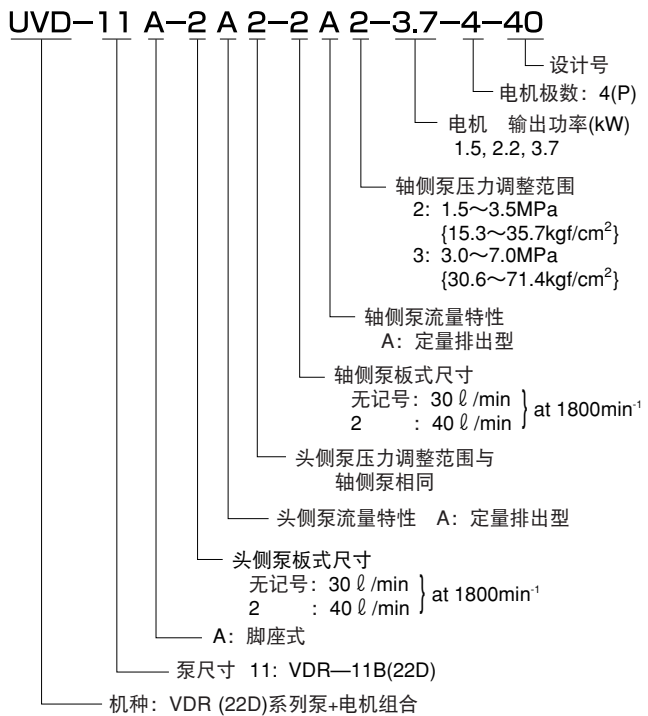 UVD-11 A-2 A 2-2 A 2-3.7-4-40
设计号
电机极数：4(P)
电机 输出功率(kW)
1.5, 2.2, 3.7
轴侧泵压力调整范围
2: 1.5～3.5MPa
{15.3～35.7kgf/cm²}
3: 3.0～7.0MPa
{30.6～71.4kgf/cm²}
轴侧泵流量特性
A：定量排出型
轴侧泵板式尺寸
无记号：30 ℓ /min
2 ：40 ℓ /min } at 1800min⁻¹
头侧泵压力调整范围与
轴侧泵相同
头侧泵流量特性 A：定量排出型
头侧泵板式尺寸
无记号：30 ℓ /min
2 ：40 ℓ /min } at 1800min⁻¹
A：脚座式
泵尺寸 11：VDR—11B(22D)
机种：VDR (22D)系列泵+电机组合